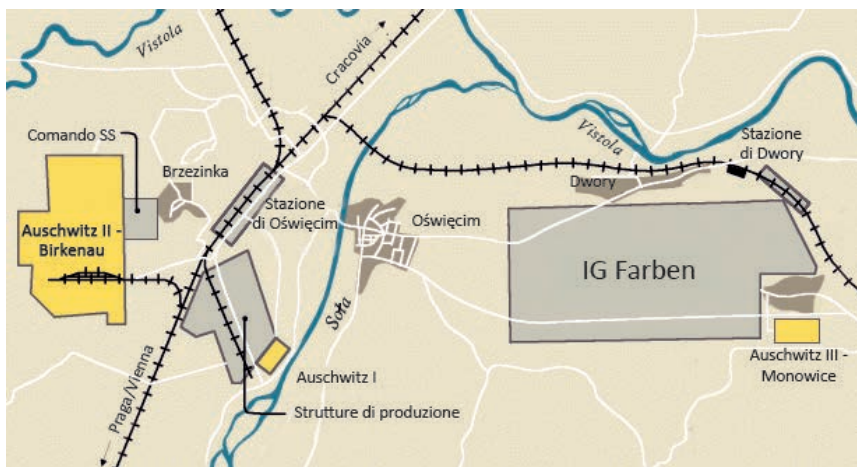 Vistola
Cracovia
Comando SS
Brzezinka
Vistola
Stazione
di Dwory
Dwory
Stazione
di Oświęcim
Oświęcim
Auschwitz II -
Birkenau
IG Farben
Soła
Auschwitz I
Auschwitz III -
Monowice
Strutture di produzione
Praga/Vienna